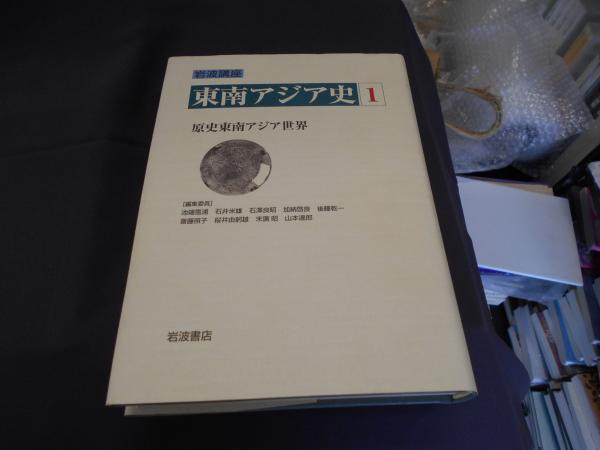 岩波講座
東南アジア史 1
原史東南アジア世界
[編集委員]
池端雪浦 石井米雄 石澤良昭 加納啓良 後藤乾一
斎藤照子 桜井由躬雄 末廣昭 山本達郎
岩波書店